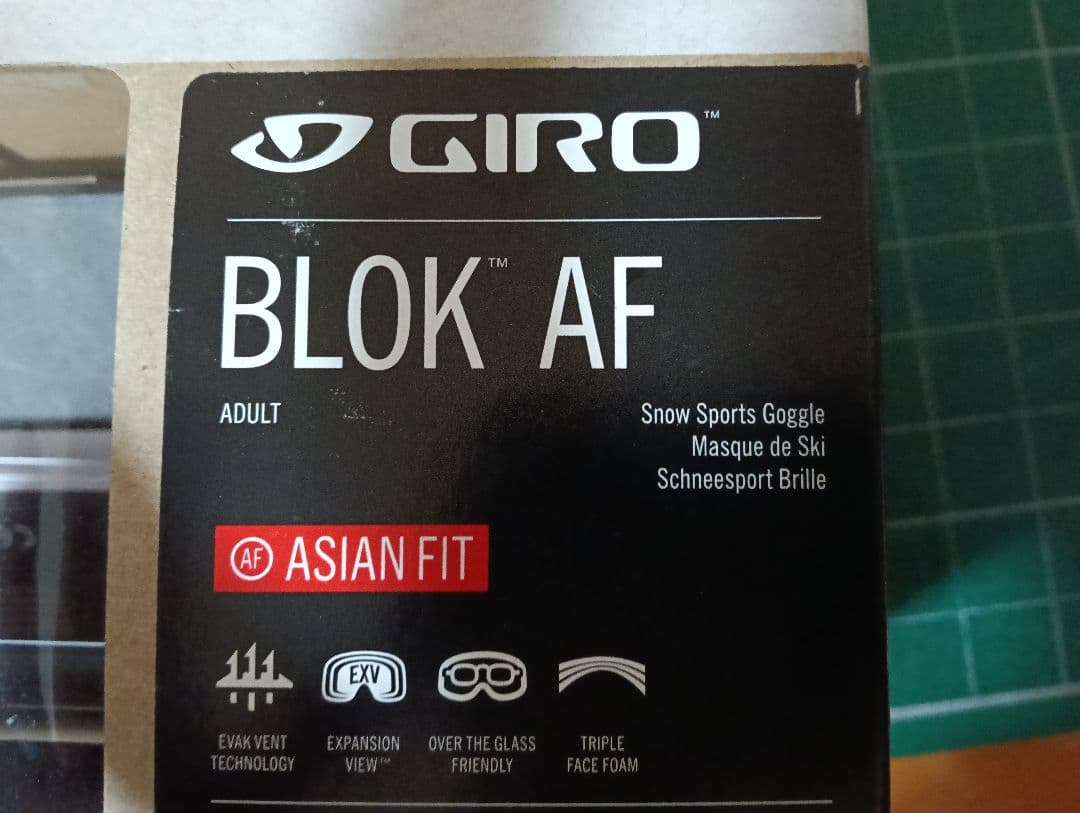 GIRO™
BLOK™ AF
ADULT
Snow Sports Goggle
Masque de Ski
Schneesport Brille
AF ASIAN FIT
EXV
EVAK VENT
TECHNOLOGY
EXPANSION
VIEW™
OVER THE GLASS
FRIENDLY
TRIPLE
FACE FOAM